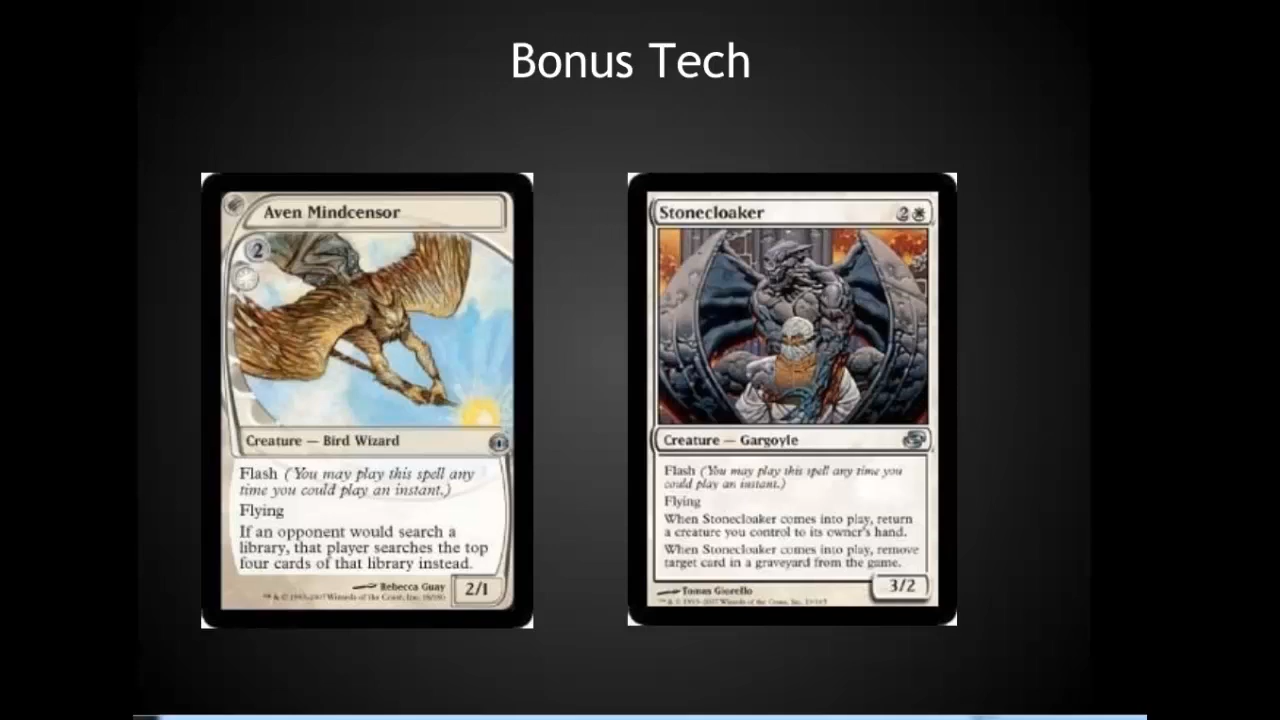 Bonus Tech
Aven Mindcensor
2
Creature — Bird Wizard
Flash (You may play this spell any
time you could play an instant.)
Flying
If an opponent would search a
library, that player searches the top
four cards of that library instead.
Rebecca Guay
2/1
Stonecloaker
2
Creature — Gargoyle
Flash (You may play this spell any time you
could play an instant.)
Flying
When Stonecloaker comes into play, return
a creature you control to its owner's hand.
When Stonecloaker comes into play, remove
target card in a graveyard from the game.
3/2